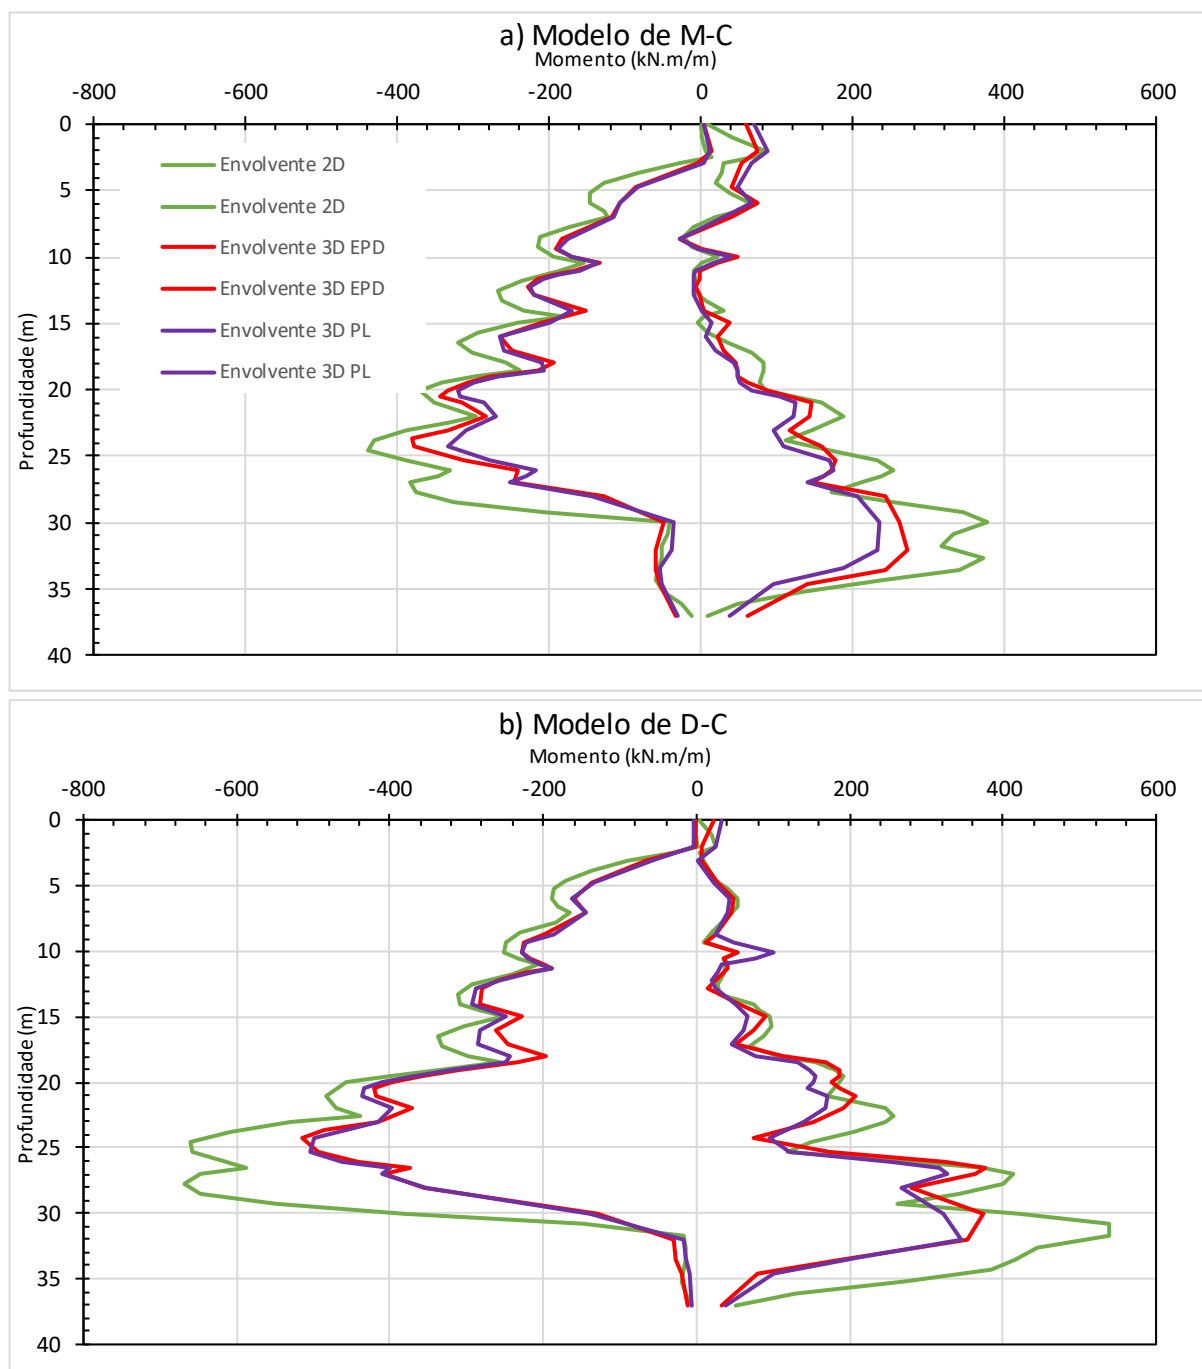 a) Modelo de M-C
Momento (kN.m/m)
-800 -600 -400 -200 0 200 400 600
0
5
10
15
20
25
30
35
40
Profundidade (m)
Envolvente 2D
Envolvente 2D
Envolvente 3D EPD
Envolvente 3D EPD
Envolvente 3D PL
Envolvente 3D PL
b) Modelo de D-C
Momento (kN.m/m)
-800 -600 -400 -200 0 200 400 600
0
5
10
15
20
25
30
35
40
Profundidade (m)